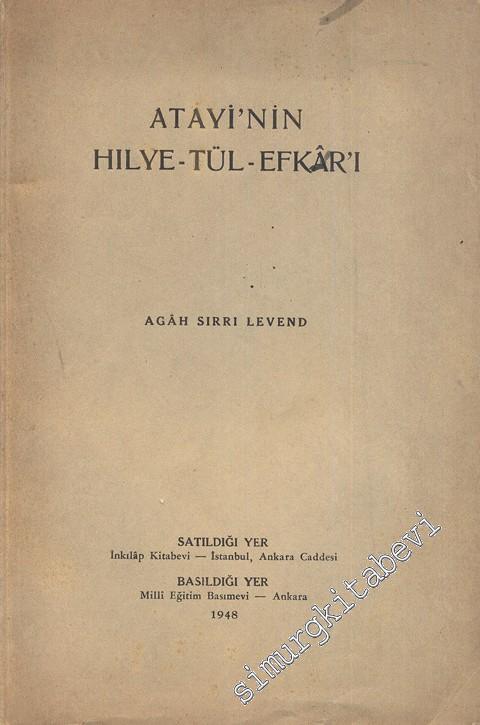 ATAYİ'NİN
HILYE-TÜL-EFKÂR'I
AGÂH SIRRI LEVEND
SATILDIĞI YER
İnkılâp Kitabevi — İstanbul, Ankara Caddesi
BASILDIĞI YER
Millî Eğitim Basımevi — Ankara
1948
simurgkitabevi